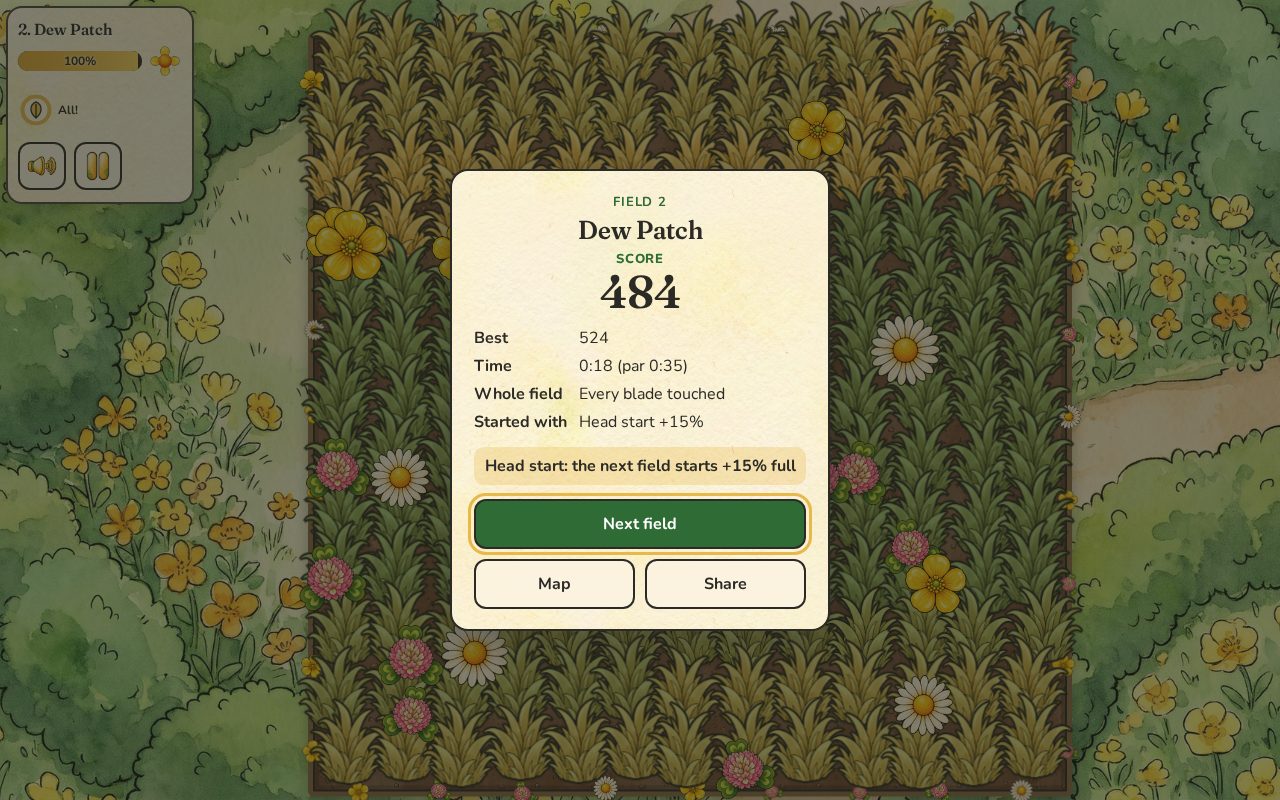 2. Dew Patch
100%
All!
FIELD 2
Dew Patch
SCORE
484
Best 524
Time 0:18 (par 0:35)
Whole field Every blade touched
Started with Head start +15%
Head start: the next field starts +15% full
Next field
Map Share